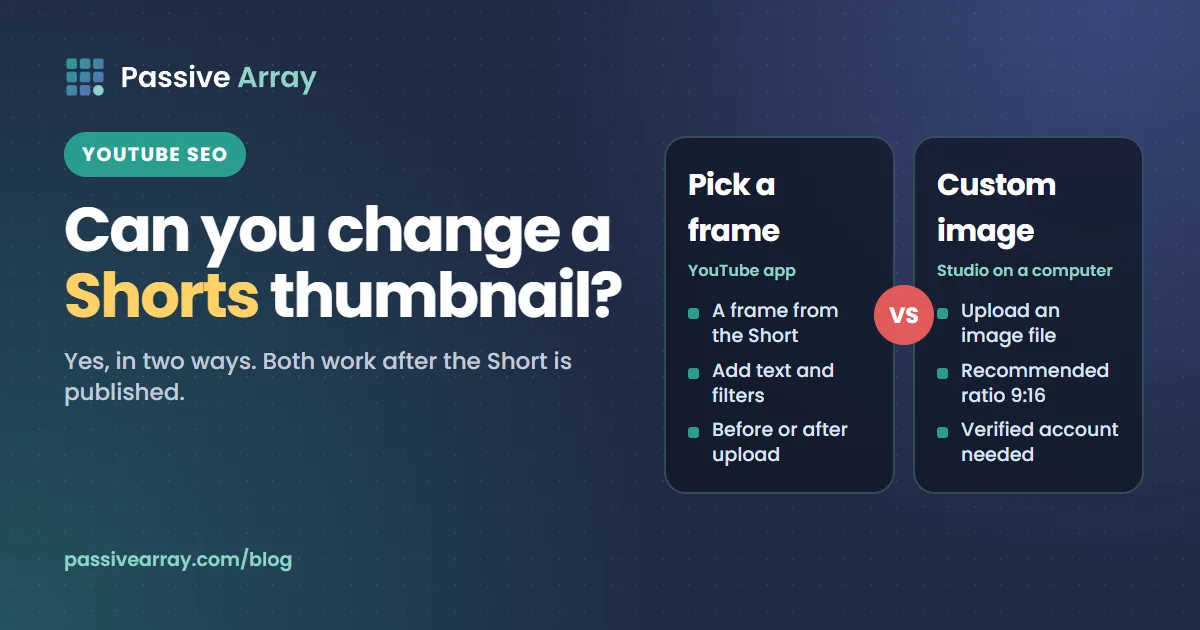 Passive Array
YOUTUBE SEO
Can you change a
Shorts thumbnail?
Yes, in two ways. Both work after the Short is
published.
passivearray.com/blog
Pick a
frame
YouTube app
A frame from
the Short
Add text and
filters
Before or after
upload
VS
Custom
image
Studio on a computer
Upload an
image file
Recommended
ratio 9:16
Verified account
needed